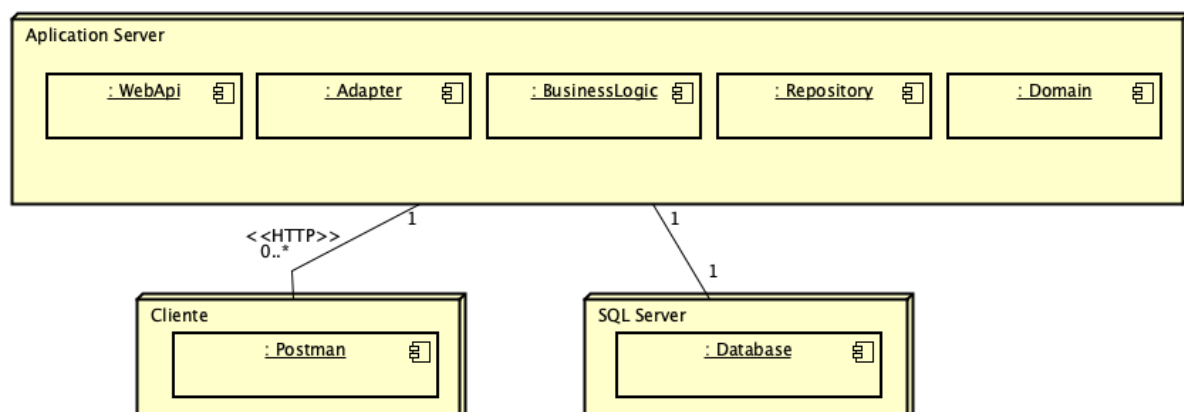 Aplication Server
: WebApi
: Adapter
: BusinessLogic
: Repository
: Domain
1
1
<<HTTP>>
0..*
1
Cliente
SQL Server
: Postman
: Database